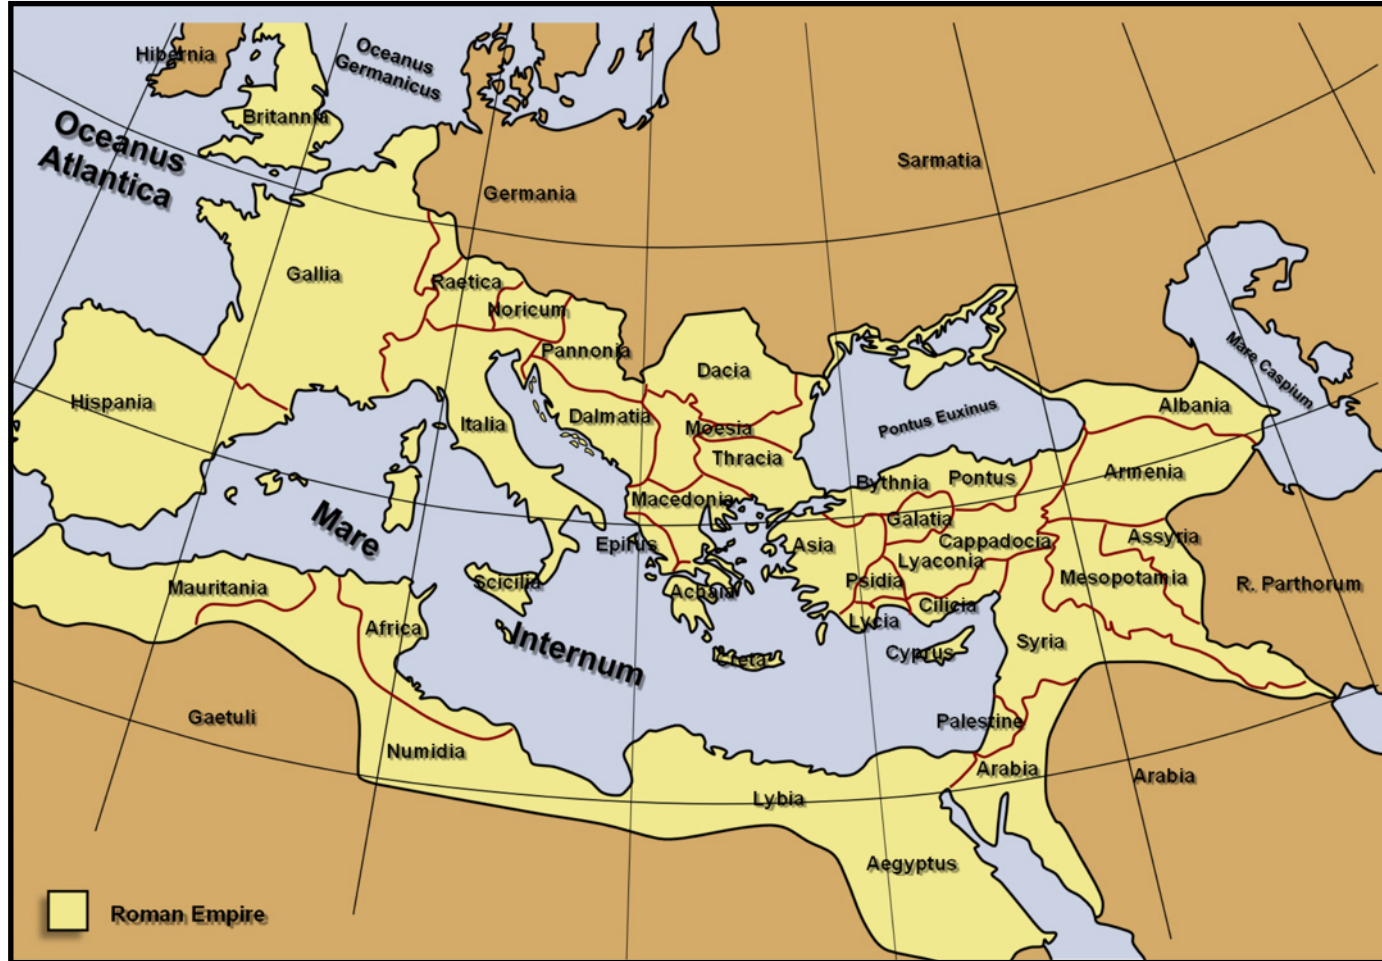 Hibernia
Oceanus
Germanicus
Britannia
Oceanus
Atlantica
Sarmatia
Germania
Gallia
Raetica
Noricum
Pannonia
Dacia
Mare Caspium
Hispania
Italia
Dalmatia
Moesia
Pontus Euxinus
Albania
Thracia
Armenia
Macedonia
Bythnia
Pontus
Mare
Epirus
Asia
Galatia
Cappadocia
Assyria
Lyaconia
Mauritania
Scicilia
Achaia
Psidia
Mesopotamia
R. Parthorum
Africa
Internum
Lycia
Cilicia
Creta
Cyprus
Syria
Gaetuli
Numidia
Palestine
Arabia
Arabia
Lybia
Aegyptus
Roman Empire